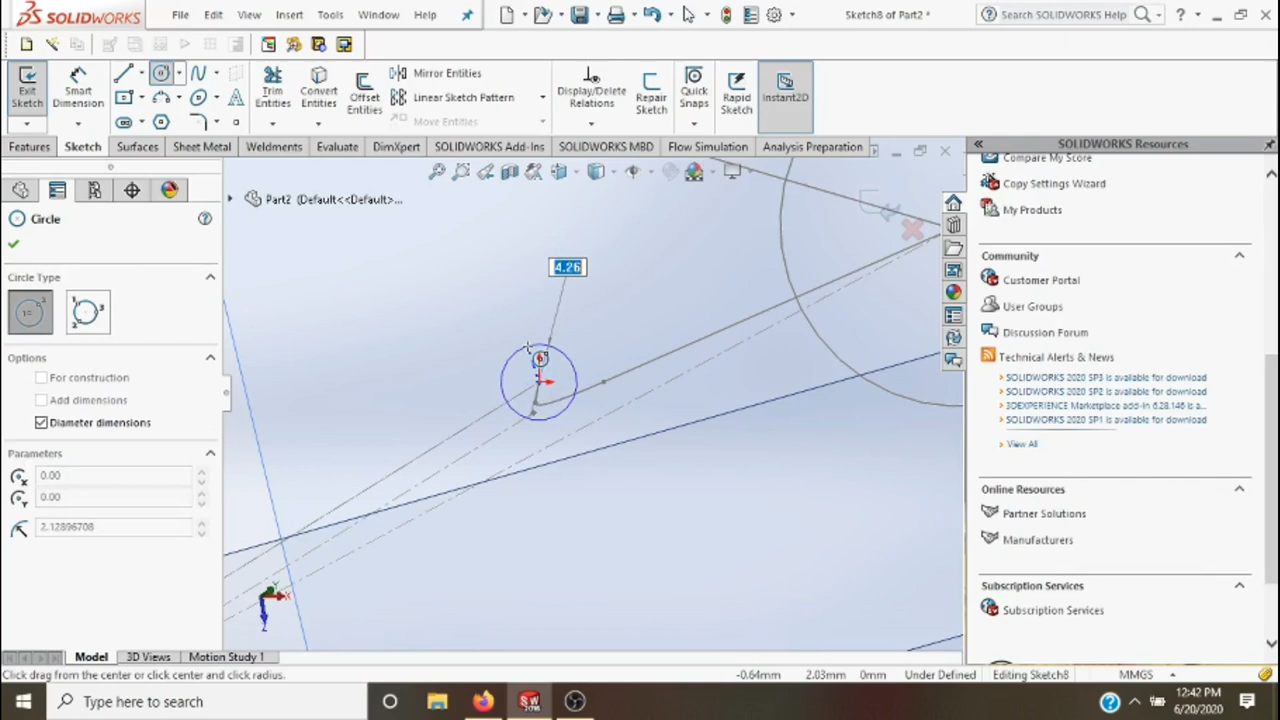 SOLIDWORKS File Edit View Insert Tools Window Help Sketch8 of Part2 * Search SOLIDWORKS Help ?
Exit Sketch
Smart Dimension
Trim Entities
Convert Entities
Offset Entities
Mirror Entities
Linear Sketch Pattern
Move Entities
Display/Delete Relations
Repair Sketch
Quick Snaps
Rapid Sketch
Instant2D
Features Sketch Surfaces Sheet Metal Weldments Evaluate DimXpert SOLIDWORKS Add-Ins SOLIDWORKS MBD Flow Simulation Analysis Preparation
SOLIDWORKS Resources
Part2 (Default<<Default>...
Circle
Circle Type
Options
For construction
Add dimensions
Diameter dimensions
Parameters
0.00
0.00
2.12896708
4.26
Y
X
Z
Compare My Score
Copy Settings Wizard
My Products
Community
Customer Portal
User Groups
Discussion Forum
Technical Alerts & News
SOLIDWORKS 2020 SP3 is available for download
SOLIDWORKS 2020 SP2 is available for download
3DEXPERIENCE Marketplace add-in 6.28.146 is a...
SOLIDWORKS 2020 SP1 is available for download
View All
Online Resources
Partner Solutions
Manufacturers
Subscription Services
Subscription Services
Model 3D Views Motion Study 1
Click drag from the center or click center and click radius. -0.64mm 2.03mm 0mm Under Defined Editing Sketch8 MMGS
Type here to search
12:42 PM
6/20/2020